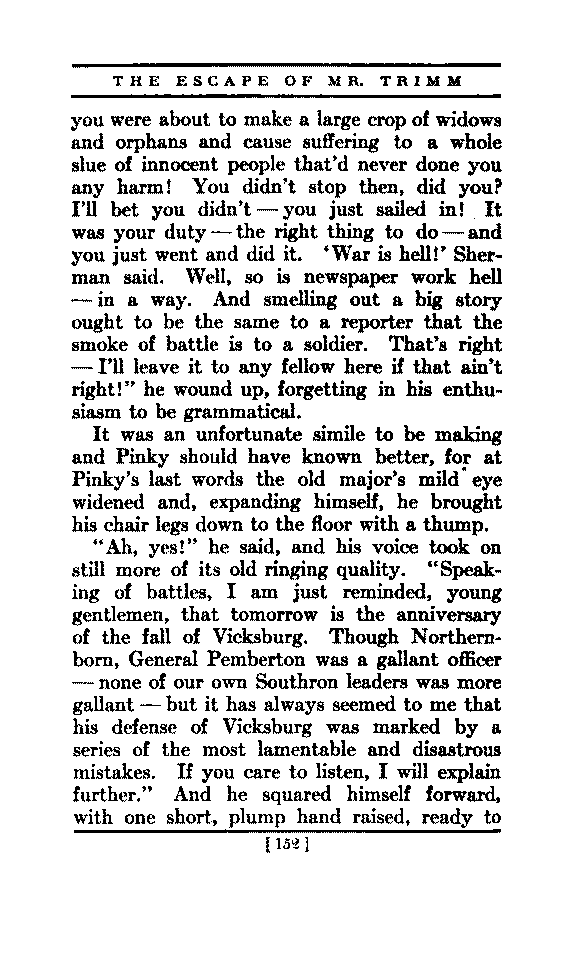 THE ESCAPE OF MR. TRIMM
you were about to make a large crop of widows
and orphans and cause suffering to a whole
slue of innocent people that'd never done you
any harm! You didn't stop then, did you?
I'll bet you didn't — you just sailed in! It
was your duty — the right thing to do — and
you just went and did it. 'War is hell!' Sher-
man said. Well, so is newspaper work hell
— in a way. And smelling out a big story
ought to be the same to a reporter that the
smoke of battle is to a soldier. That's right
— I'll leave it to any fellow here if that ain't
right!" he wound up, forgetting in his enthu-
siasm to be grammatical.
It was an unfortunate simile to be making
and Pinky should have known better, for at
Pinky's last words the old major's mild eye
widened and, expanding himself, he brought
his chair legs down to the floor with a thump.
"Ah, yes!" he said, and his voice took on
still more of its old ringing quality. "Speak-
ing of battles, I am just reminded, young
gentlemen, that tomorrow is the anniversary
of the fall of Vicksburg. Though Northern-
born, General Pemberton was a gallant officer
— none of our own Southron leaders was more
gallant — but it has always seemed to me that
his defense of Vicksburg was marked by a
series of the most lamentable and disastrous
mistakes. If you care to listen, I will explain
further." And he squared himself forward,
with one short, plump hand raised, ready to
[152]